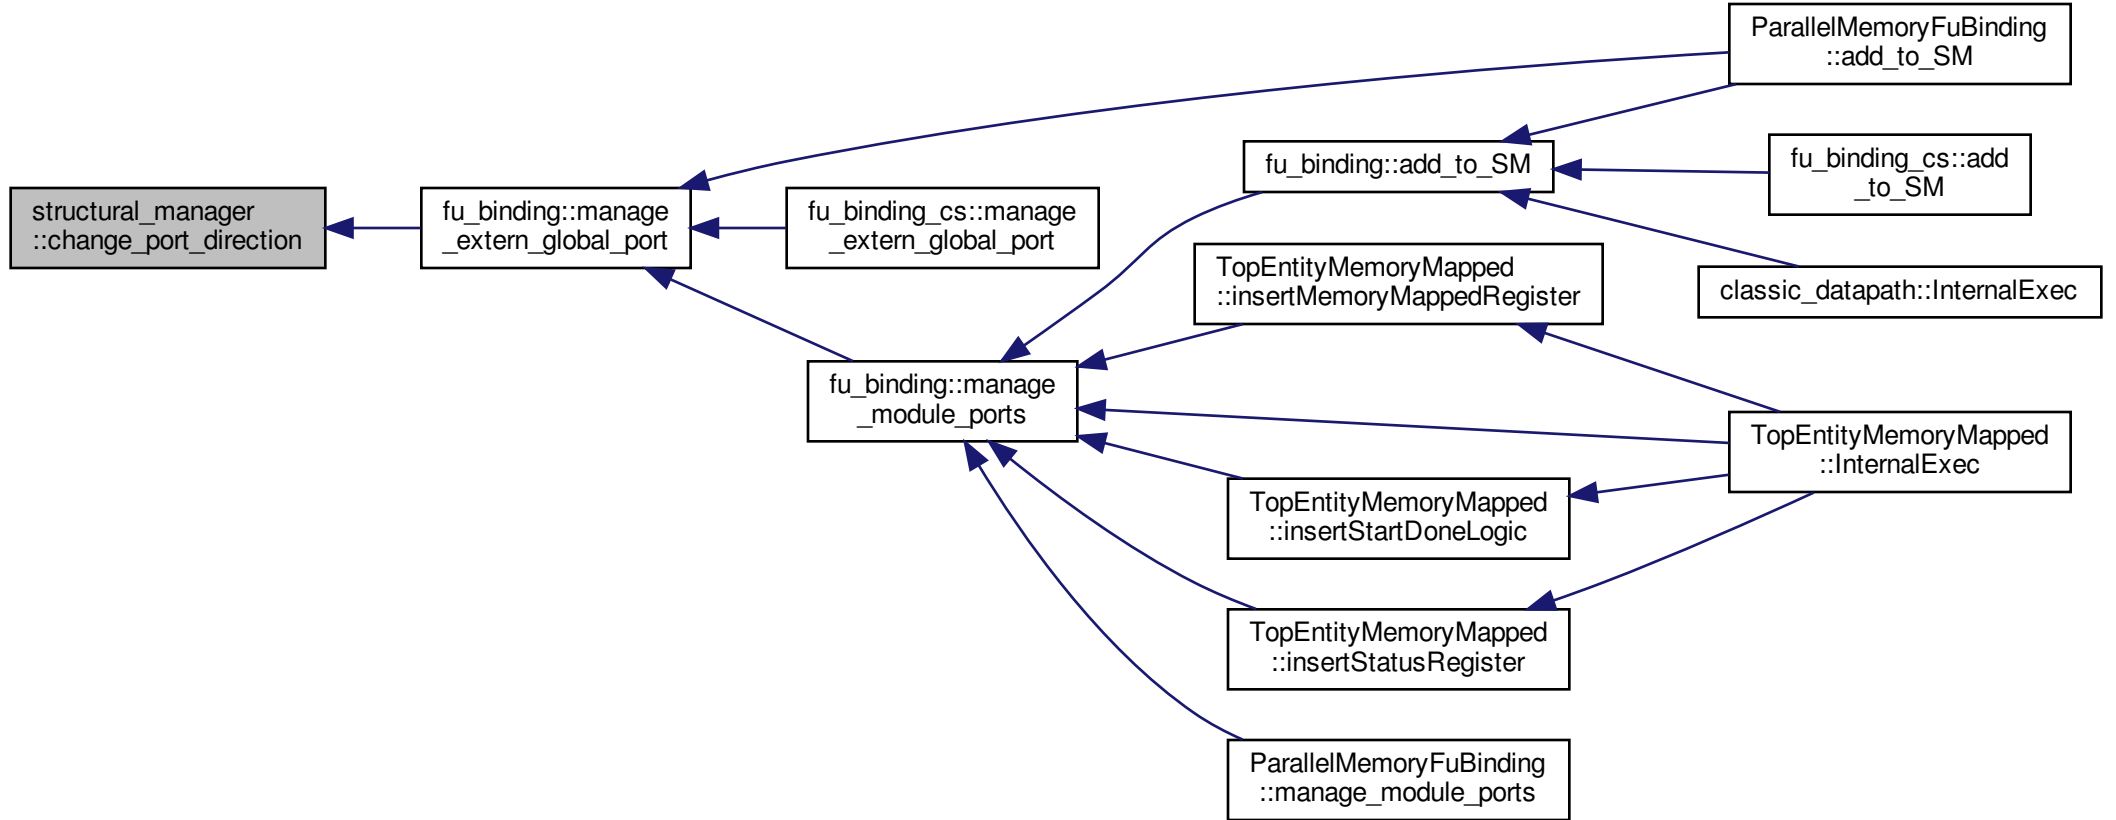 structural_manager
::change_port_direction
fu_binding::manage
_extern_global_port
fu_binding_cs::manage
_extern_global_port
fu_binding::manage
_module_ports
fu_binding::add_to_SM
ParallelMemoryFuBinding
::add_to_SM
fu_binding_cs::add
_to_SM
classic_datapath::InternalExec
TopEntityMemoryMapped
::insertMemoryMappedRegister
TopEntityMemoryMapped
::InternalExec
TopEntityMemoryMapped
::insertStartDoneLogic
TopEntityMemoryMapped
::insertStatusRegister
ParallelMemoryFuBinding
::manage_module_ports